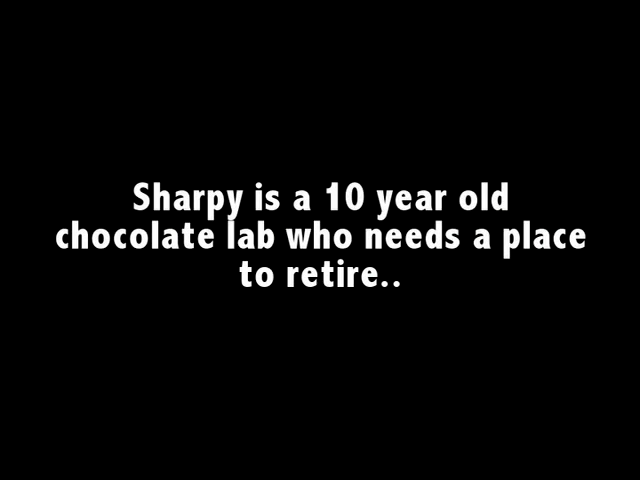 Sharpy is a 10 year old
chocolate lab who needs a place
to retire..